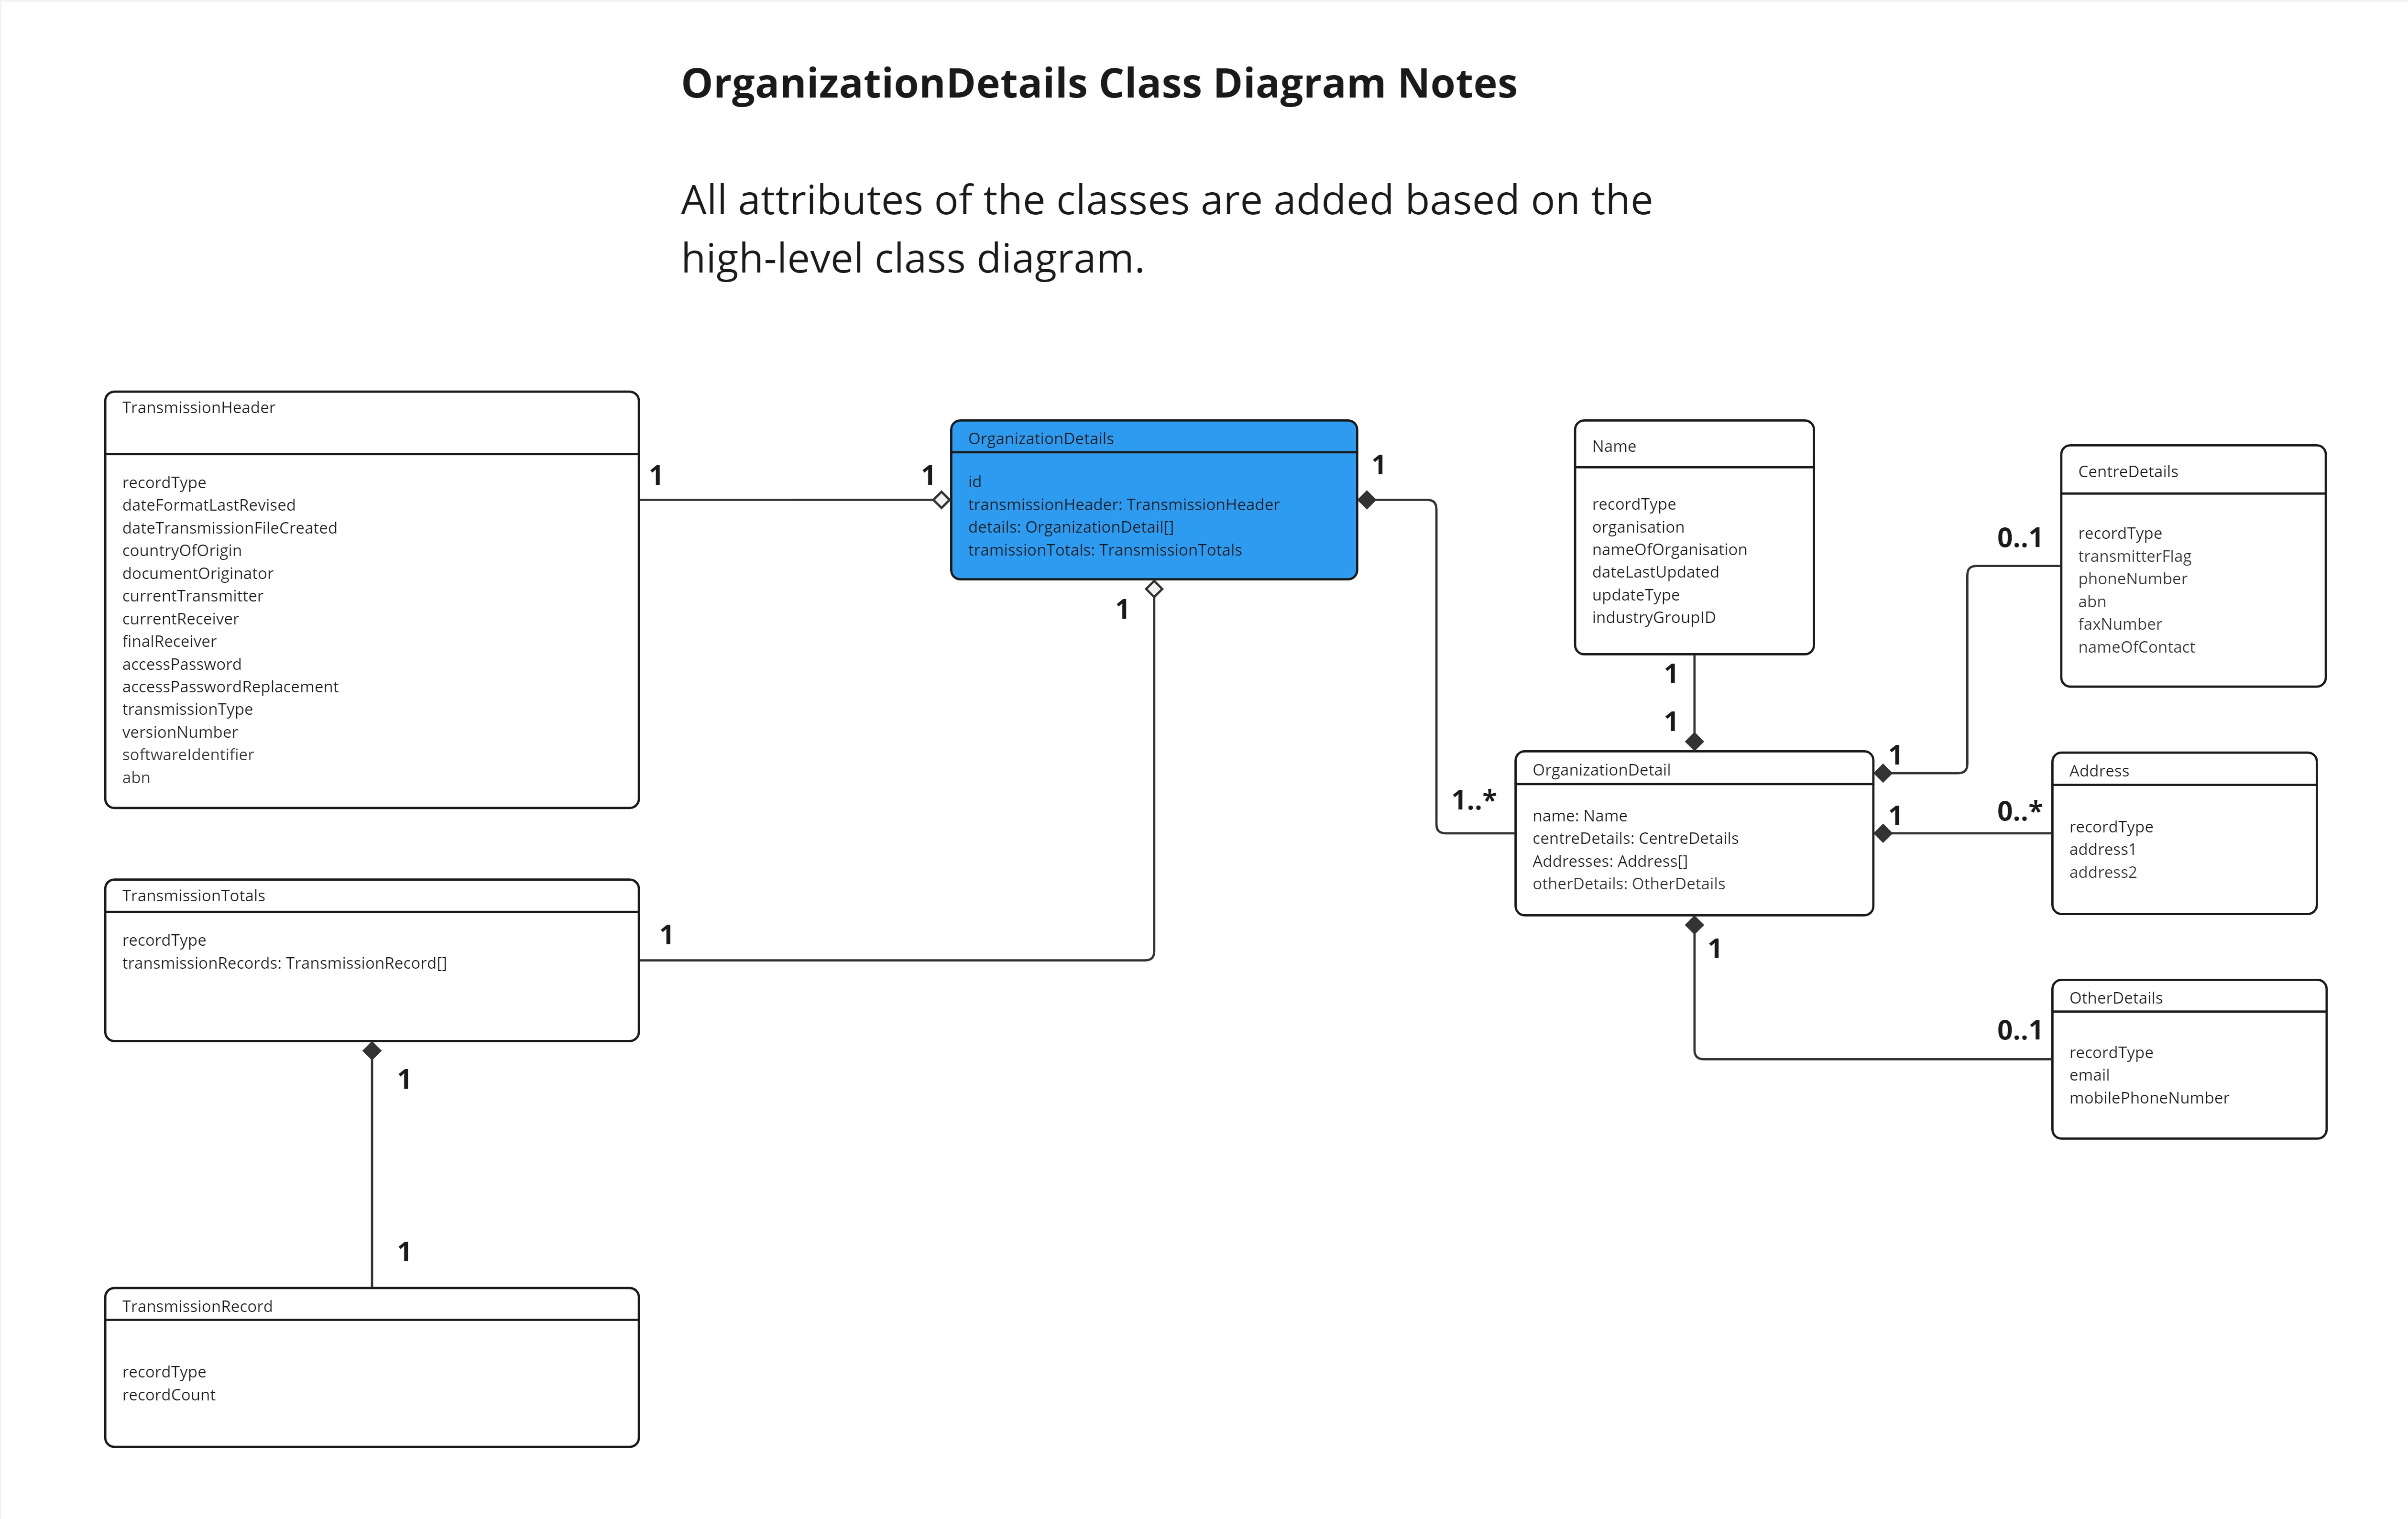 OrganizationDetails Class Diagram Notes
All attributes of the classes are added based on the
high-level class diagram.
TransmissionHeader
recordType
dateFormatLastRevised
dateTransmissionFileCreated
countryOfOrigin
documentOriginator
currentTransmitter
currentReceiver
finalReceiver
accessPassword
accessPasswordReplacement
transmissionType
versionNumber
softwareIdentifier
abn
1
1
OrganizationDetails
id
transmissionHeader: TransmissionHeader
details: OrganizationDetail[]
tramissionTotals: TransmissionTotals
1
1
1..*
Name
recordType
organisation
nameOfOrganisation
dateLastUpdated
updateType
industryGroupID
1
1
CentreDetails
recordType
transmitterFlag
phoneNumber
abn
faxNumber
nameOfContact
0..1
1
OrganizationDetail
name: Name
centreDetails: CentreDetails
Addresses: Address[]
otherDetails: OtherDetails
1
0..*
Address
recordType
address1
address2
1
0..1
OtherDetails
recordType
email
mobilePhoneNumber
TransmissionTotals
recordType
transmissionRecords: TransmissionRecord[]
1
1
1
TransmissionRecord
recordType
recordCount